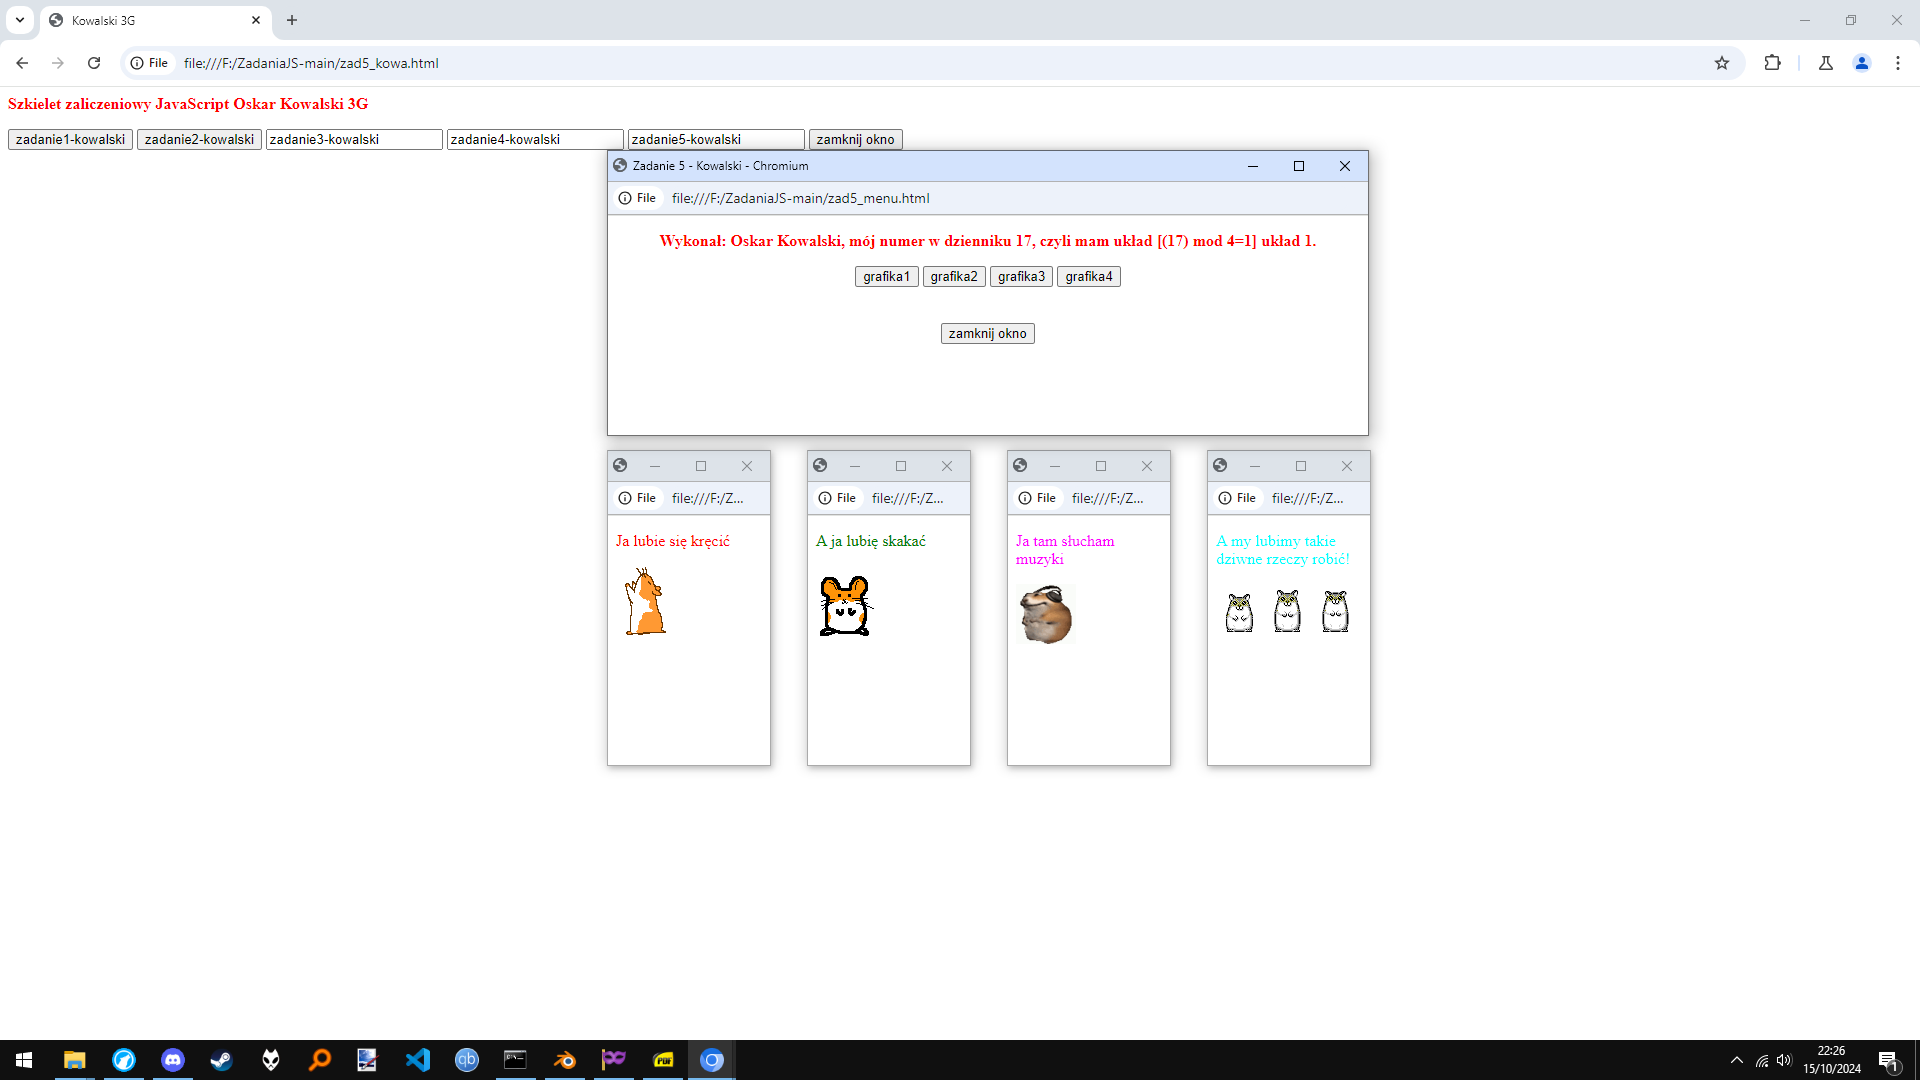 Kowalski 3G
File
file:///F:/ZadaniaJS-main/zad5_kowa.html
Szkielet zaliczeniowy JavaScript Oskar Kowalski 3G
zadanie1-kowalski zadanie2-kowalski zadanie3-kowalski zadanie4-kowalski zadanie5-kowalski zamknij okno
Zadanie 5 - Kowalski - Chromium
File file:///F:/ZadaniaJS-main/zad5_menu.html
Wykonał: Oskar Kowalski, mój numer w dzienniku 17, czyli mam układ [(17) mod 4=1] układ 1.
grafika1 grafika2 grafika3 grafika4
zamknij okno
File file:///F:/Z...
Ja lubie się kręcić
File file:///F:/Z...
A ja lubię skakać
File file:///F:/Z...
Ja tam słucham
muzyki
File file:///F:/Z...
A my lubimy takie
dziwne rzeczy robić!
qb
PDF
22:26
15/10/2024
1